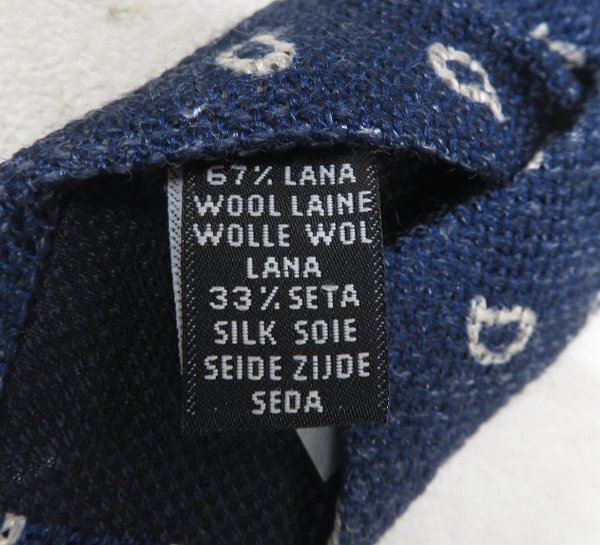 67% LANA
WOOL LAINE
WOLLE WOL
LANA
33% SETA
SILK SOIE
SEIDE ZIJDE
SEDA